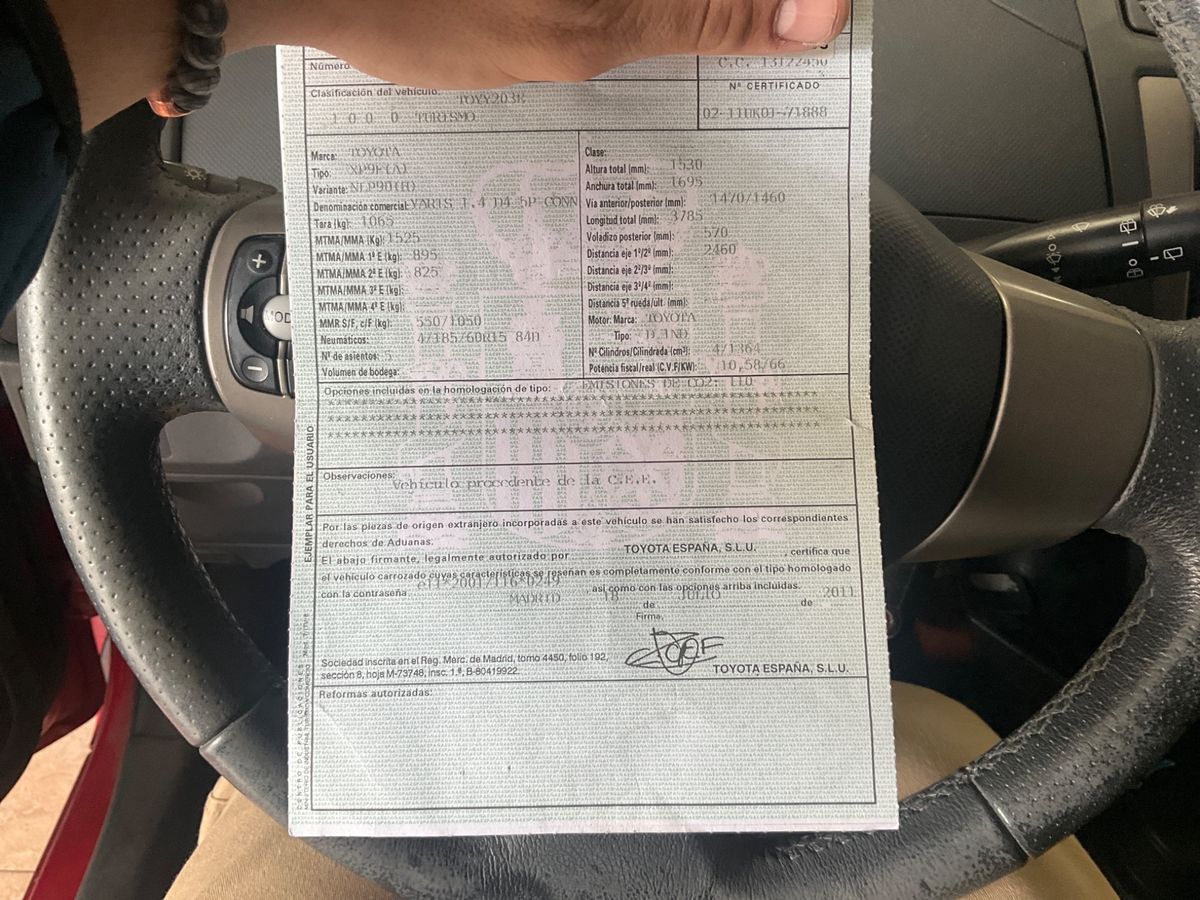 Número
C.C. 13122450
Clasificación del vehículo:
Nº CERTIFICADO
1 0 0 0 TURISMO
Marca: TOYOTA
Tipo: XP9F(A)
Variante: NLP90(H)
Denominación comercial: YARIS 1.4 D4 5P CONN
Tara (kg): 1065
MTMA/MMA (Kg): 1525
MTMA/MMA 1º E (kg): 895
MTMA/MMA 2º E (kg): 825
MTMA/MMA 3º E (kg):
MTMA/MMA 4º E (kg):
MMR S/F, c/F (kg): 550/1050
Neumáticos: 4/185/60R15 84H
Nº de asientos: 5
Volumen de bodega:
Clase:
Altura total (mm): 1530
Anchura total (mm): 1695
Vía anterior/posterior (mm): 1470/1460
Longitud total (mm): 3785
Voladizo posterior (mm): 570
Distancia eje 1º/2º (mm): 2460
Distancia eje 2º/3º (mm):
Distancia eje 3º/4º (mm):
Distancia 5ª rueda/últ. (mm):
Motor: Marca: TOYOTA
Tipo:
Nº Cilindros/Cilindrada (cm³): 4/1364
Potencia fiscal/real (C.V.F/KW): 10,58/66
Opciones incluidas en la homologación de tipo: EMISIONES DE CO2: 110
Observaciones: Vehículo procedente de la C.E.E.
Por las piezas de origen extranjero incorporadas a este vehículo se han satisfecho los correspondientes
derechos de Aduanas.
El abajo firmante, legalmente autorizado por TOYOTA ESPAÑA, S.L.U. , certifica que
el vehículo carrozado cuyas características se reseñan es completamente conforme con el tipo homologado
con la contraseña , así como con las opciones arriba incluidas.
MADRID 18 de JULIO de 2011
Firma,
Sociedad inscrita en el Reg. Merc. de Madrid, tomo 4450, folio 192,
sección 8, hoja M-73748, insc. 1.ª, B-80419922.
TOYOTA ESPAÑA, S.L.U.
Reformas autorizadas:
EJEMPLAR PARA EL USUARIO
+
MOD
−